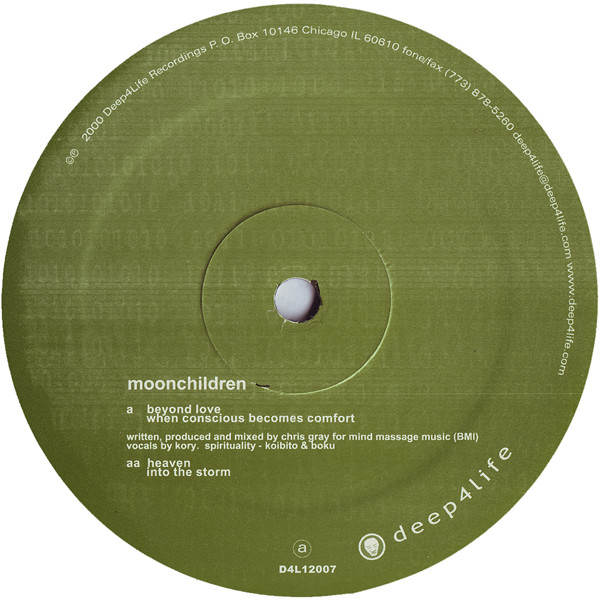 ©℗ 2000 Deep4Life Recordings P. O. Box 10146 Chicago IL 60610 fone/fax (773) 878-5260 deep4life@deep4life.com www.deep4life.com
moonchildren
a beyond love
when conscious becomes comfort
written, produced and mixed by chris gray for mind massage music (BMI)
vocals by kory. spirituality - koibito & boku
aa heaven
into the storm
deep4life
a
D4L12007